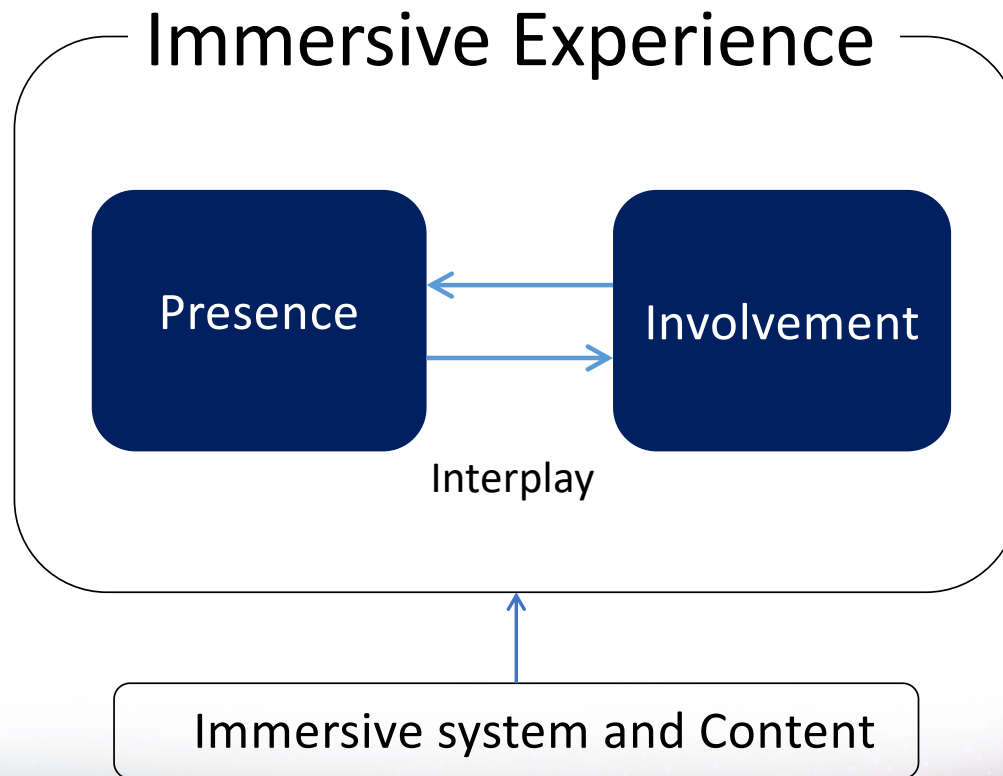 Immersive Experience
Presence
Involvement
Interplay
Immersive system and Content